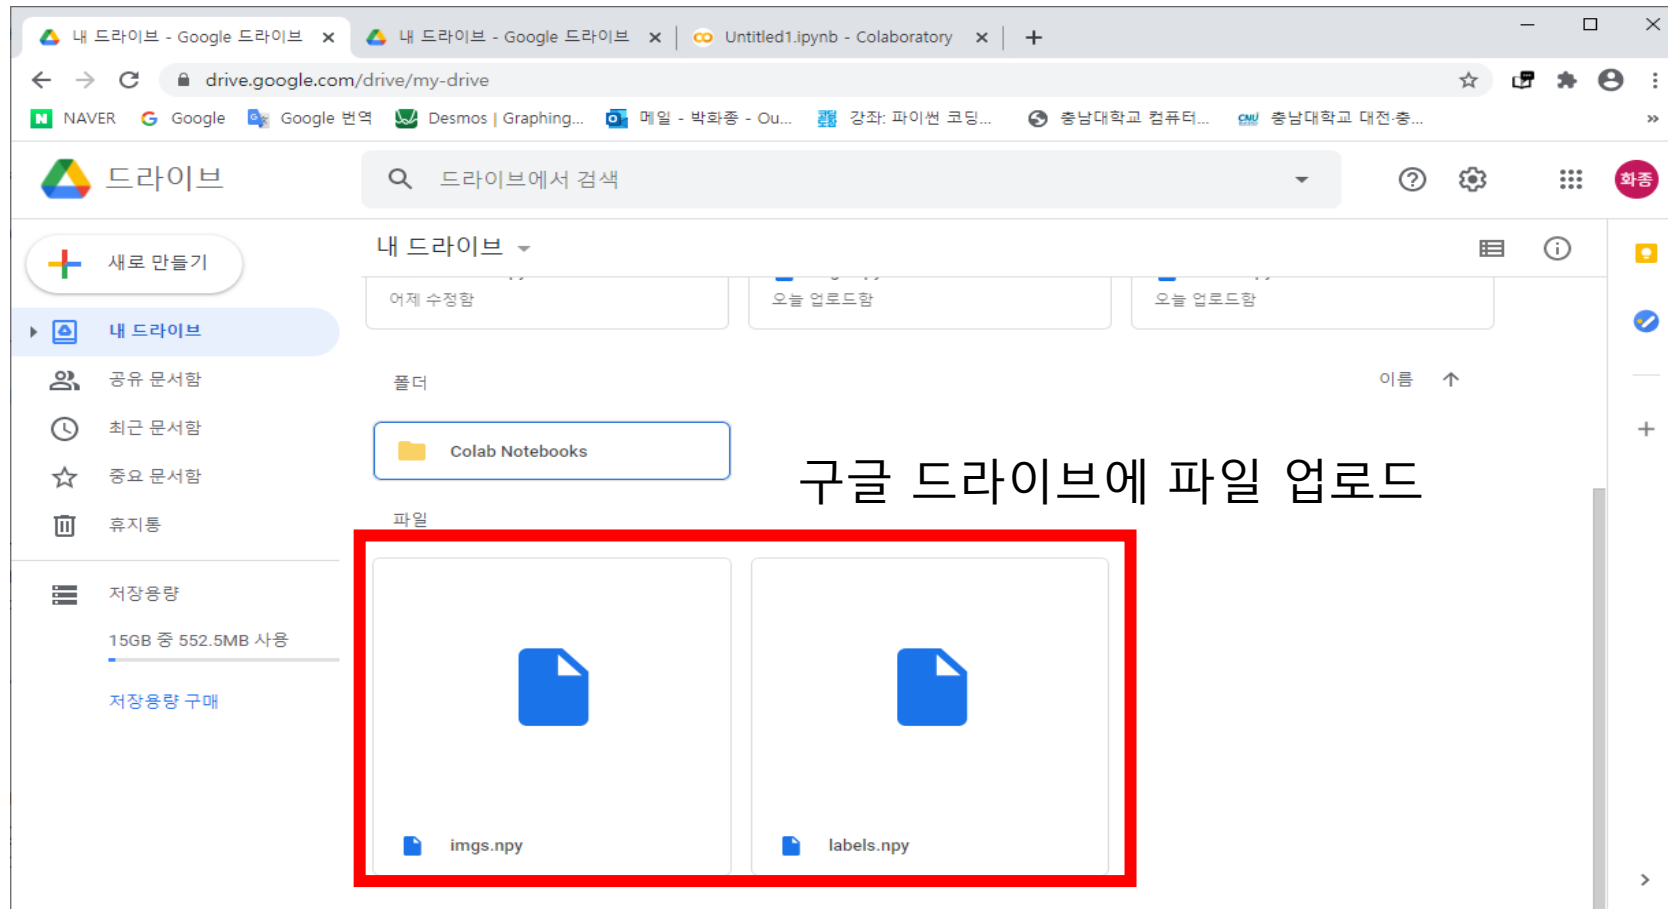 내 드라이브 - Google 드라이브
내 드라이브 - Google 드라이브
Untitled1.ipynb - Colaboratory
drive.google.com/drive/my-drive
NAVER
Google
Google 번역
Desmos | Graphing...
메일 - 박화종 - Ou...
강좌: 파이썬 코딩...
충남대학교 컴퓨터...
CNU
충남대학교 대전·충...
드라이브
드라이브에서 검색
화종
새로 만들기
내 드라이브
어제 수정함
오늘 업로드함
오늘 업로드함
내 드라이브
공유 문서함
최근 문서함
중요 문서함
휴지통
저장용량
15GB 중 552.5MB 사용
저장용량 구매
폴더
이름
Colab Notebooks
구글 드라이브에 파일 업로드
파일
imgs.npy
labels.npy